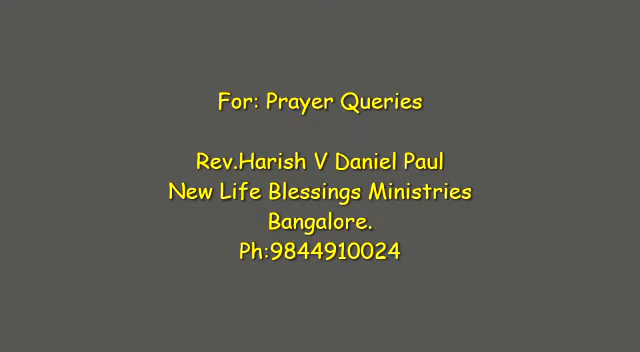 For: Prayer Queries
Rev.Harish V Daniel Paul
New Life Blessings Ministries
Bangalore.
Ph:9844910024